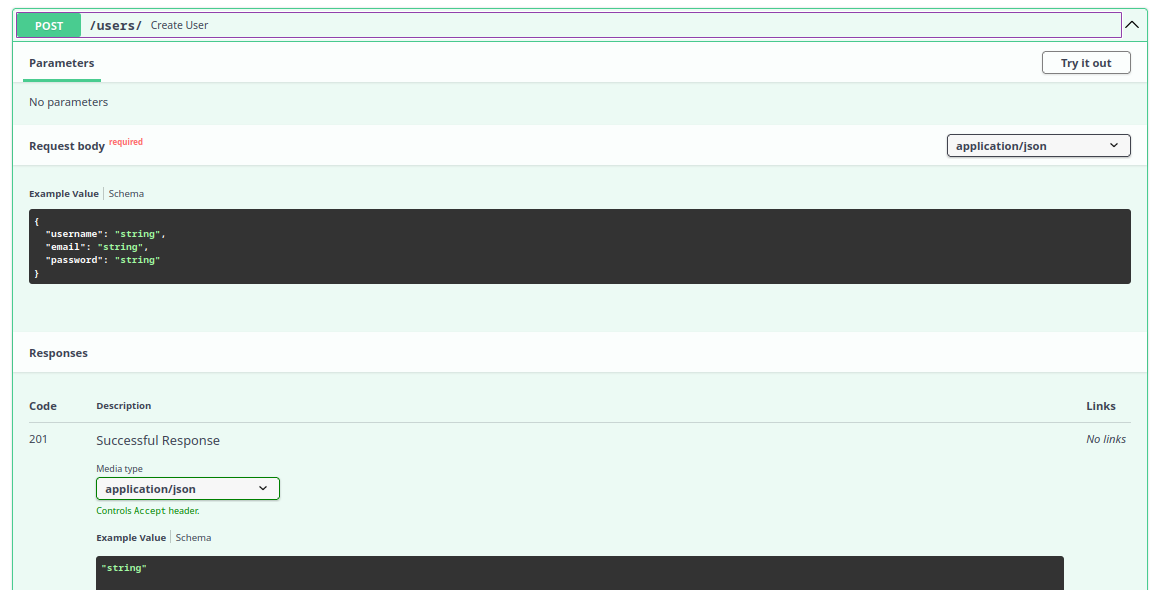 POST /users/ Create User
Parameters
Try it out
No parameters
Request body required
application/json
Example Value Schema
{
  "username": "string",
  "email": "string",
  "password": "string"
}
Responses
Code Description Links
201 Successful Response No links
Media type
application/json
Controls Accept header.
Example Value Schema
"string"